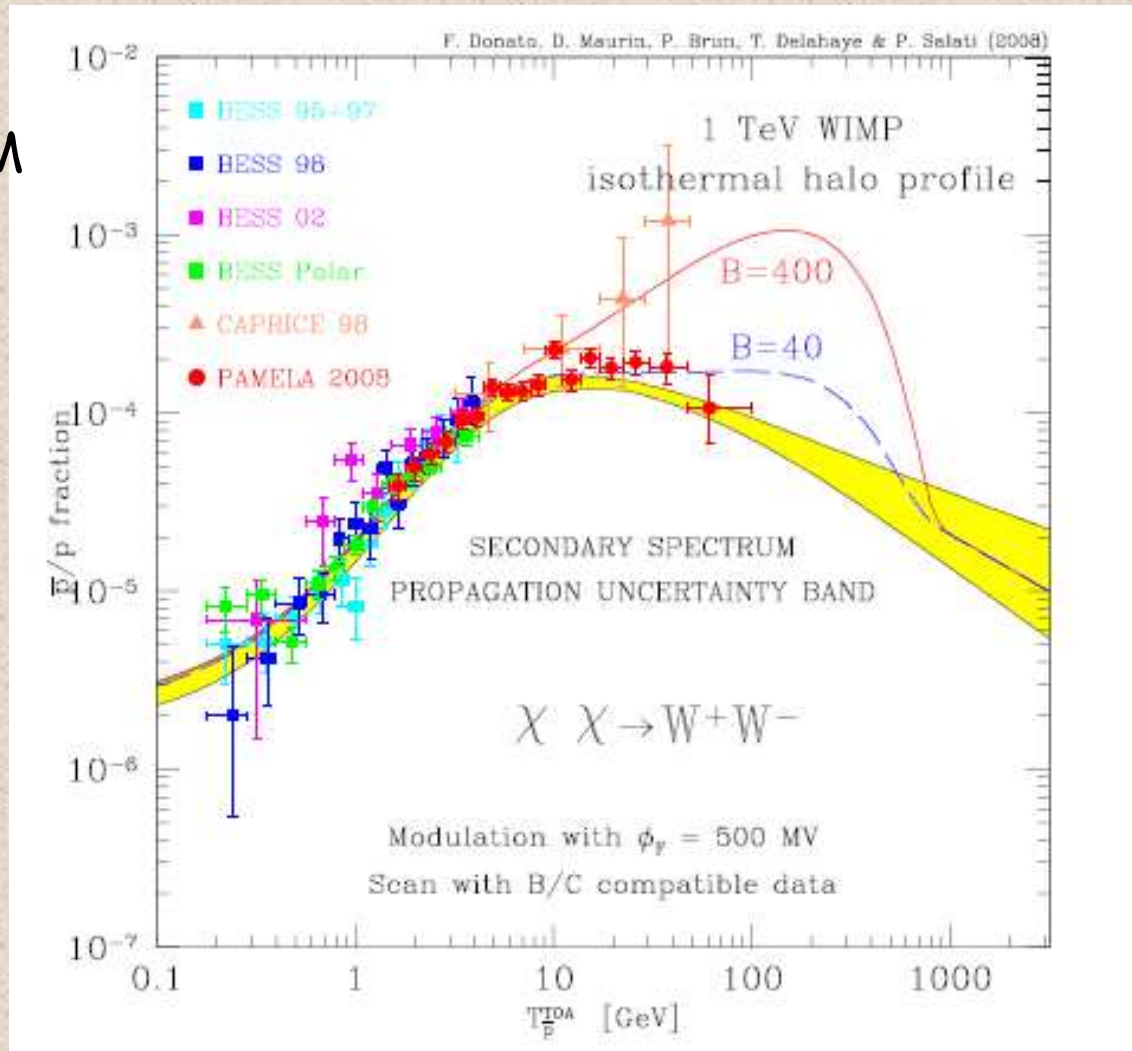 F. Donato, D. Maurin, P. Brun, T. Delahaye & P. Salati (2008)
10⁻²
BESS 95+97
1 TeV WIMP
BESS 98
isothermal halo profile
BESS 02
10⁻³
BESS Polar
B=400
CAPRICE 98
B=40
PAMELA 2008
10⁻⁴
p̅/p fraction
SECONDARY SPECTRUM
10⁻⁵
PROPAGATION UNCERTAINTY BAND
χ χ→W⁺W⁻
10⁻⁶
Modulation with ϕ_F = 500 MV
Scan with B/C compatible data
10⁻⁷
0.1 1 10 100 1000
T_p̅^TOA [GeV]